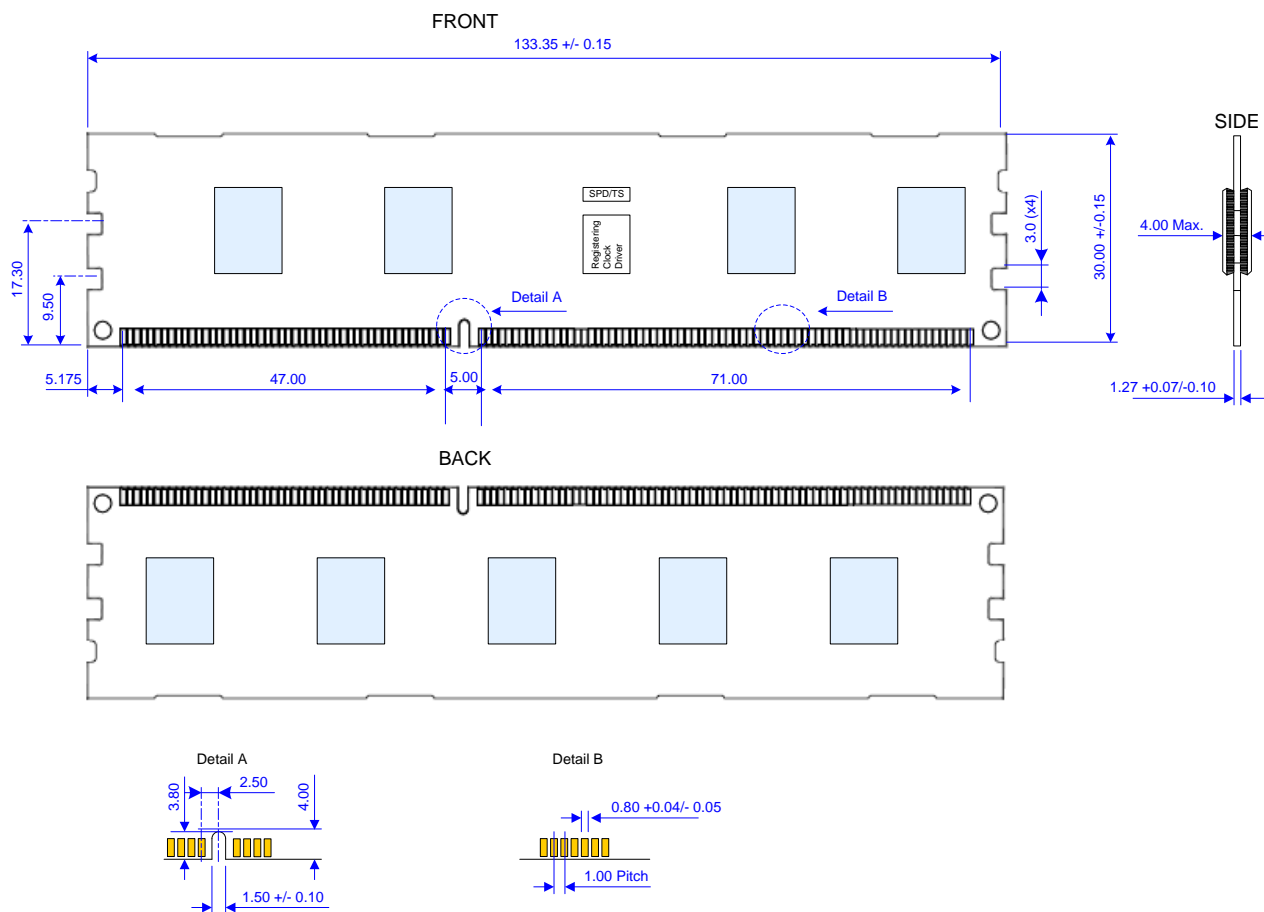 FRONT
133.35 +/- 0.15
SIDE
SPD/TS
Registering
Clock
Driver
3.0 (x4)
30.00 +/-0.15
4.00 Max.
17.30
9.50
Detail A
Detail B
5.175
47.00
5.00
71.00
1.27 +0.07/-0.10
BACK
Detail A
3.80
2.50
4.00
1.50 +/- 0.10
Detail B
0.80 +0.04/- 0.05
1.00 Pitch